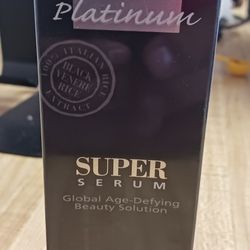 Platinum
100% ITALIAN RICE
BLACK
VENERE
RICE
EXTRACT
SUPER
SERUM
Global Age-Defying
Beauty Solution